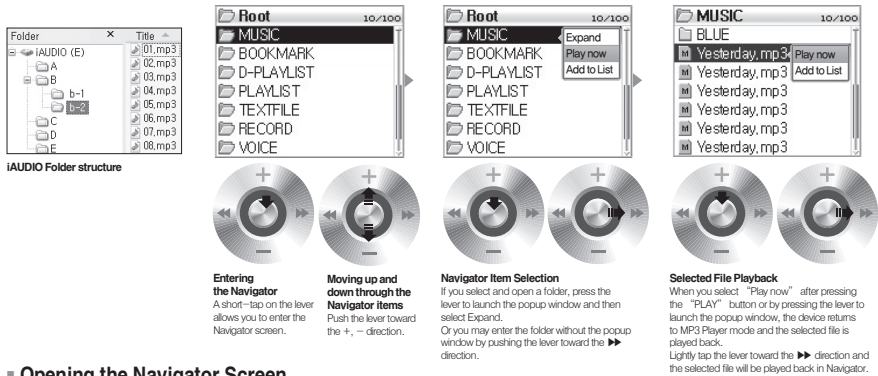 Folder ×
Title
iAUDIO (E)
A
B
b-1
b-2
C
D
E
01.mp3
02.mp3
03.mp3
04.mp3
05.mp3
06.mp3
07.mp3
08.mp3
iAUDIO Folder structure
Root 10/100
MUSIC
BOOKMARK
D-PLAYLIST
PLAYLIST
TEXTFILE
RECORD
VOICE
Entering
the Navigator
A short-tap on the lever
allows you to enter the
Navigator screen.
Moving up and
down through the
Navigator items
Push the lever toward
the +, - direction.
Root 10/100
MUSIC
BOOKMARK
D-PLAYLIST
PLAYLIST
TEXTFILE
RECORD
VOICE
Expand
Play now
Add to List
Navigator Item Selection
If you select and open a folder, press the
lever to launch the popup window and then
select Expand.
Or you may enter the folder without the popup
window by pushing the lever toward the ▶▶
direction.
MUSIC 10/100
BLUE
Yesterday,mp3
Yesterday,mp3
Yesterday,mp3
Yesterday,mp3
Yesterday,mp3
Yesterday,mp3
Play now
Add to List
Selected File Playback
When you select “Play now” after pressing
the “PLAY” button or by pressing the lever to
launch the popup window, the device returns
to MP3 Player mode and the selected file is
played back.
Lightly tap the lever toward the ▶▶ direction and
the selected file will be played back in Navigator.
Opening the Navigator Screen